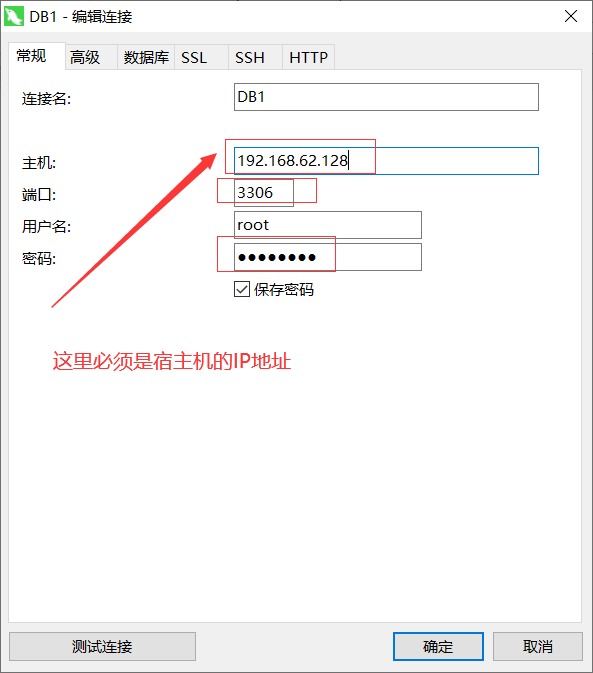 DB1 - 编辑连接
常规 高级 数据库 SSL SSH HTTP
连接名: DB1
主机: 192.168.62.128
端口: 3306
用户名: root
密码: ●●●●●●●●
保存密码
这里必须是宿主机的IP地址
测试连接 确定 取消